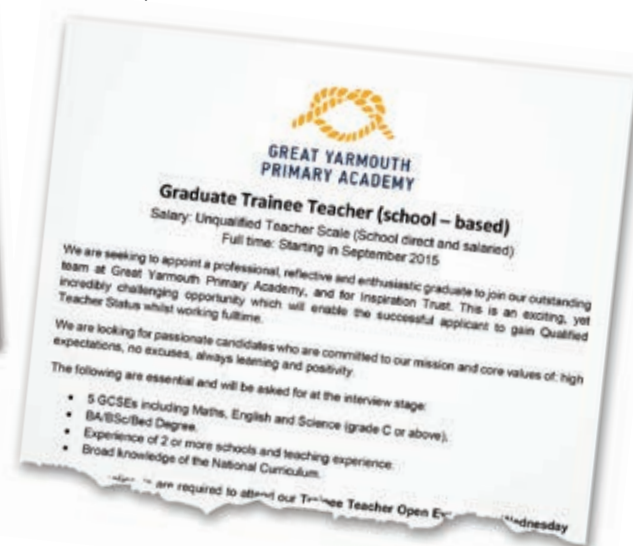 GREAT YARMOUTH
PRIMARY ACADEMY
Graduate Trainee Teacher (school – based)
Salary: Unqualified Teacher Scale (School direct and salaried)
Full time: Starting in September 2015
We are seeking to appoint a professional, reflective and enthusiastic graduate to join our outstanding
team at Great Yarmouth Primary Academy, and for Inspiration Trust. This is an exciting, yet
incredibly challenging opportunity which will enable the successful applicant to gain Qualified
Teacher Status whilst working fulltime.
We are looking for passionate candidates who are committed to our mission and core values of: high
expectations, no excuses, always learning and positivity.
The following are essential and will be asked for at the interview stage:
• 5 GCSEs including Maths, English and Science (grade C or above).
• BA/BSc/Bed Degree.
• Experience of 2 or more schools and teaching experience.
• Broad knowledge of the National Curriculum.
are required to attend our Trainee Teacher Open Wednesday